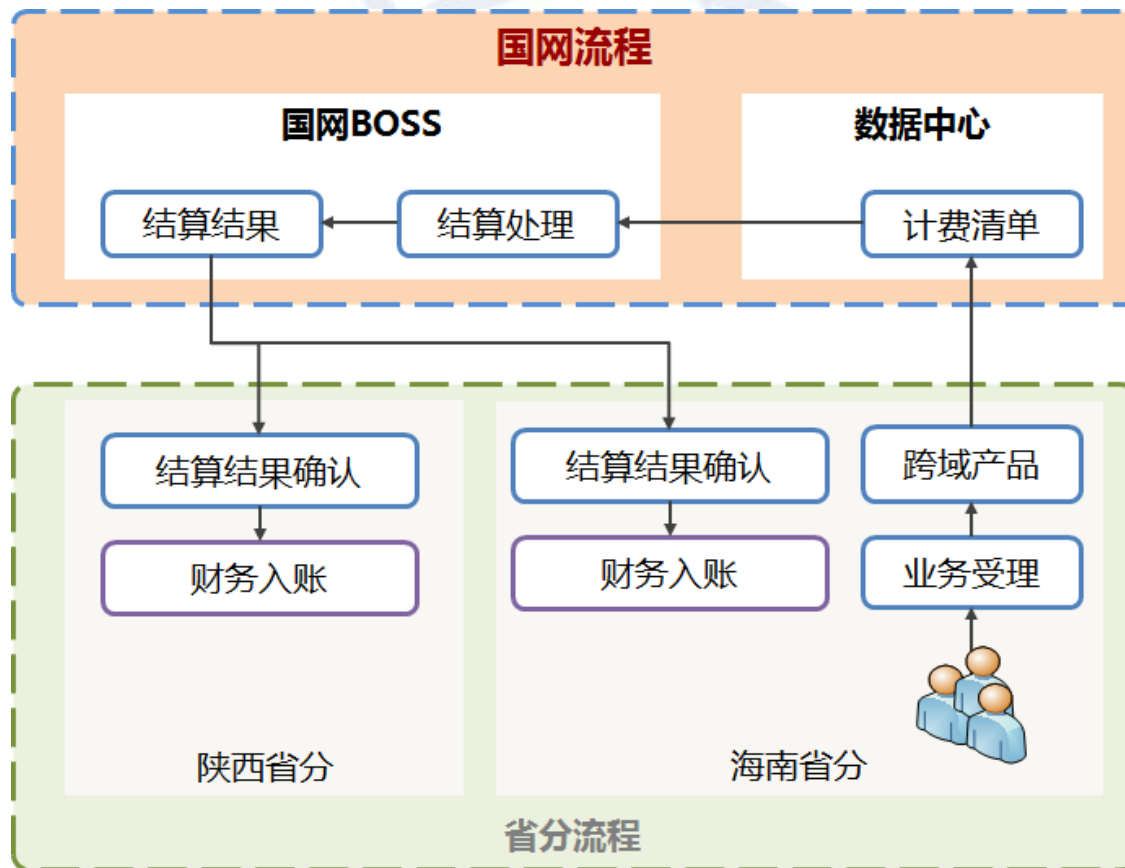 国网流程
国网BOSS
数据中心
结算结果
结算处理
计费清单
结算结果确认
结算结果确认
跨域产品
财务入账
财务入账
业务受理
陕西省分
海南省分
省分流程